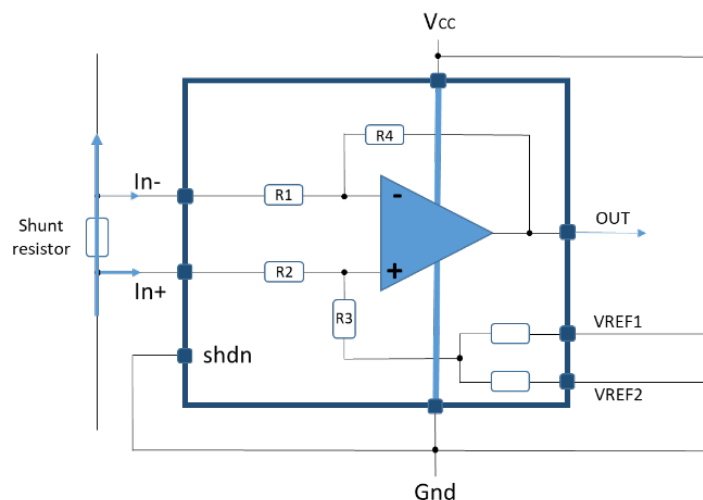 Vcc
R4
In-
R1
-
Shunt
resistor
OUT
R2
+
In+
R3
VREF1
shdn
VREF2
Gnd